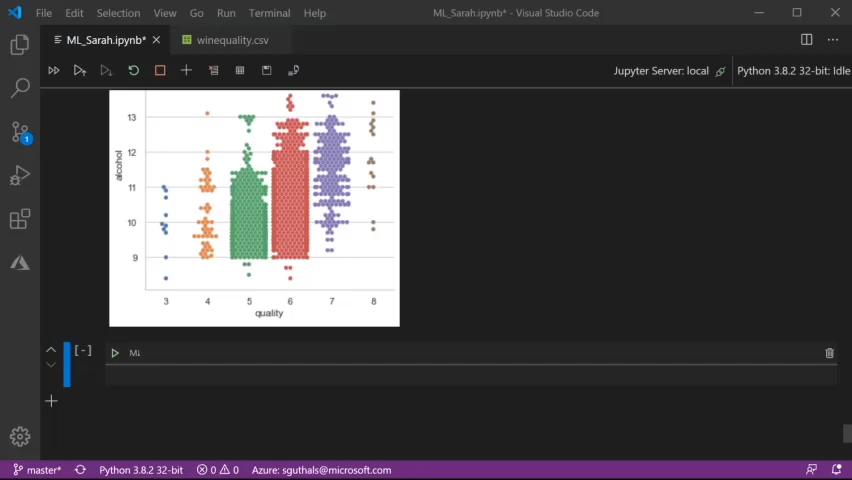 File Edit Selection View Go Run Terminal Help ML_Sarah.ipynb* - Visual Studio Code
ML_Sarah.ipynb* winequality.csv
Jupyter Server: local Python 3.8.2 32-bit: Idle
13
12
11
10
9
alcohol
3 4 5 6 7 8
quality
1
[-] M↓
master* Python 3.8.2 32-bit 0 0 Azure: sguthals@microsoft.com